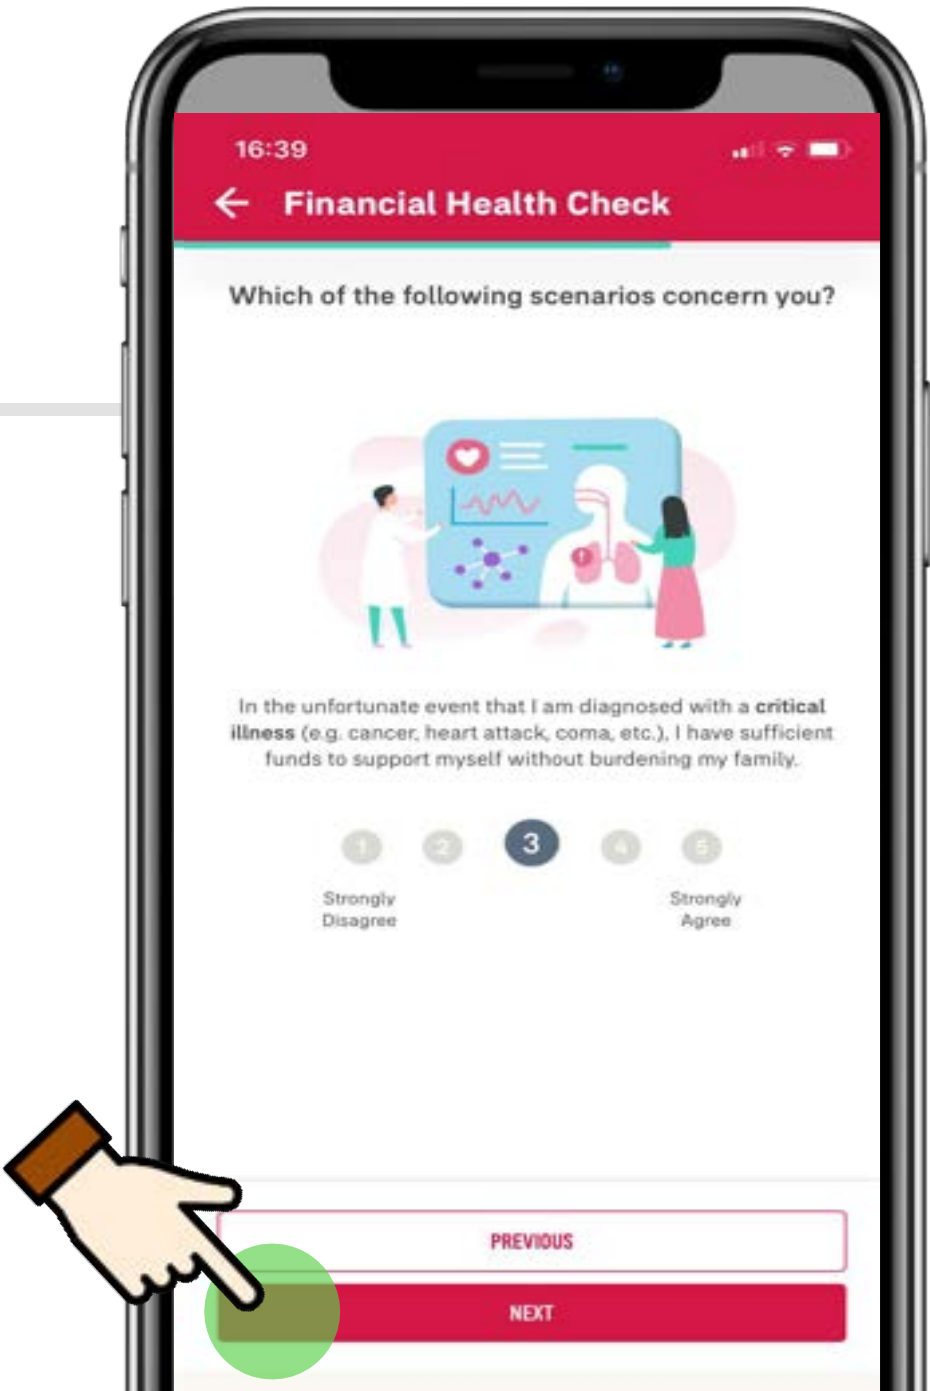 16:39
Financial Health Check
Which of the following scenarios concern you?
In the unfortunate event that I am diagnosed with a critical
illness (e.g. cancer, heart attack, coma, etc.), I have sufficient
funds to support myself without burdening my family.
1 2 3 4 5
Strongly Strongly
Disagree Agree
PREVIOUS
NEXT